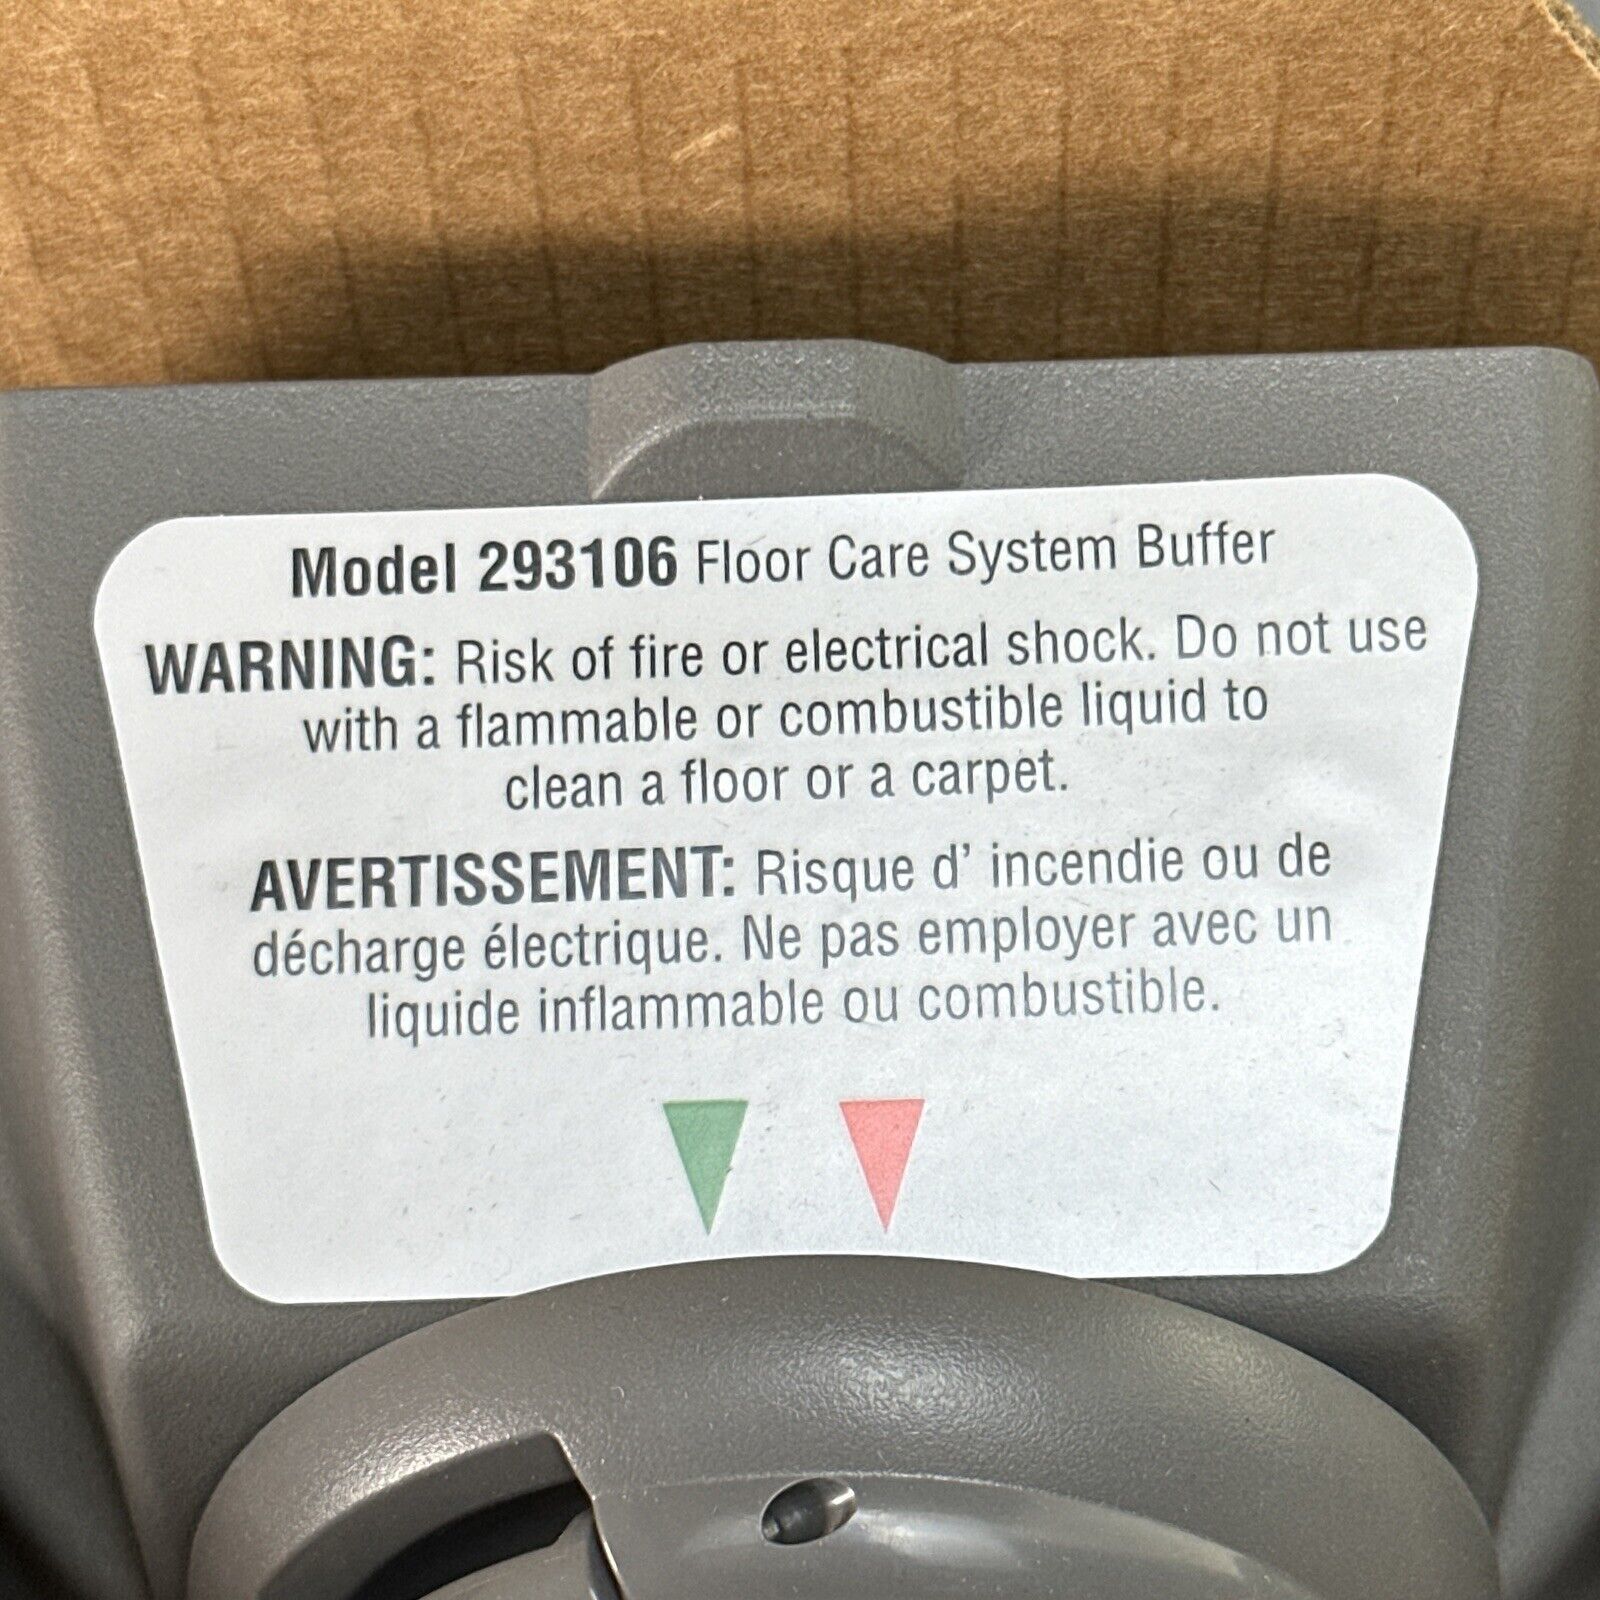 Model 293106 Floor Care System Buffer
WARNING: Risk of fire or electrical shock. Do not use
with a flammable or combustible liquid to
clean a floor or a carpet.
AVERTISSEMENT: Risque d' incendie ou de
décharge électrique. Ne pas employer avec un
liquide inflammable ou combustible.